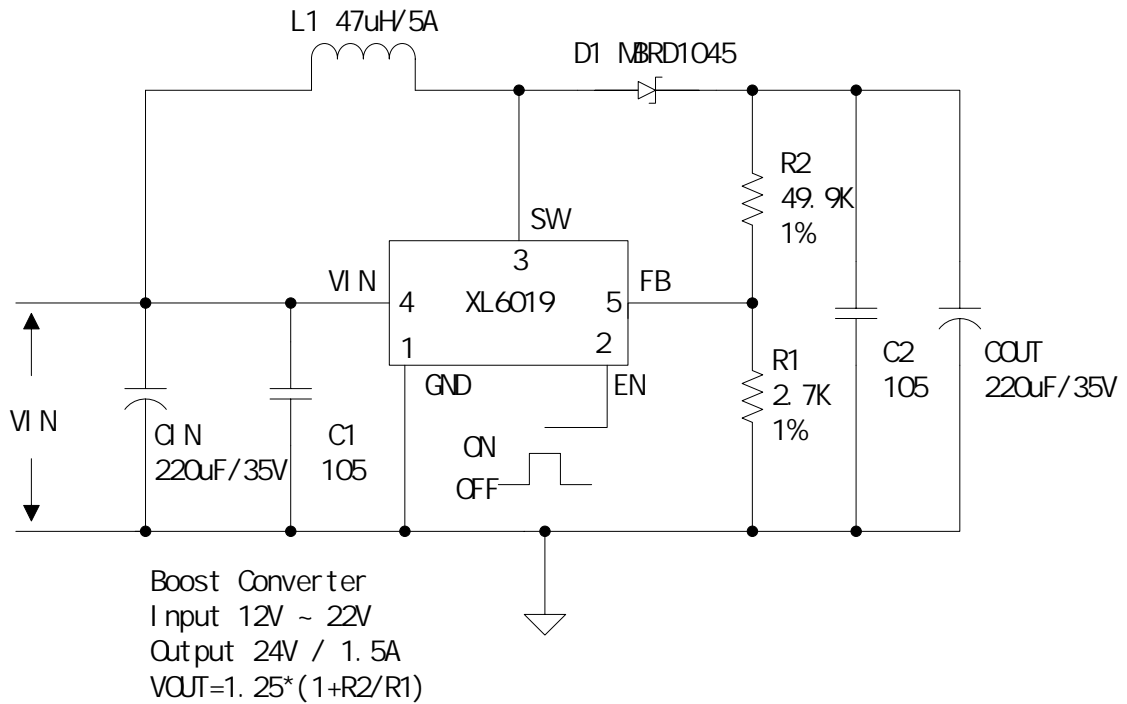 L1 47uH/5A
D1 MBRD1045
R2
49.9K
1%
SW
3
VIN
4
XL6019
5
FB
1
2
GND
EN
R1
2.7K
1%
C2
105
COUT
220uF/35V
VIN
CIN
220uF/35V
C1
105
ON
OFF
Boost Converter
Input 12V ~ 22V
Output 24V / 1.5A
VOUT=1.25*(1+R2/R1)